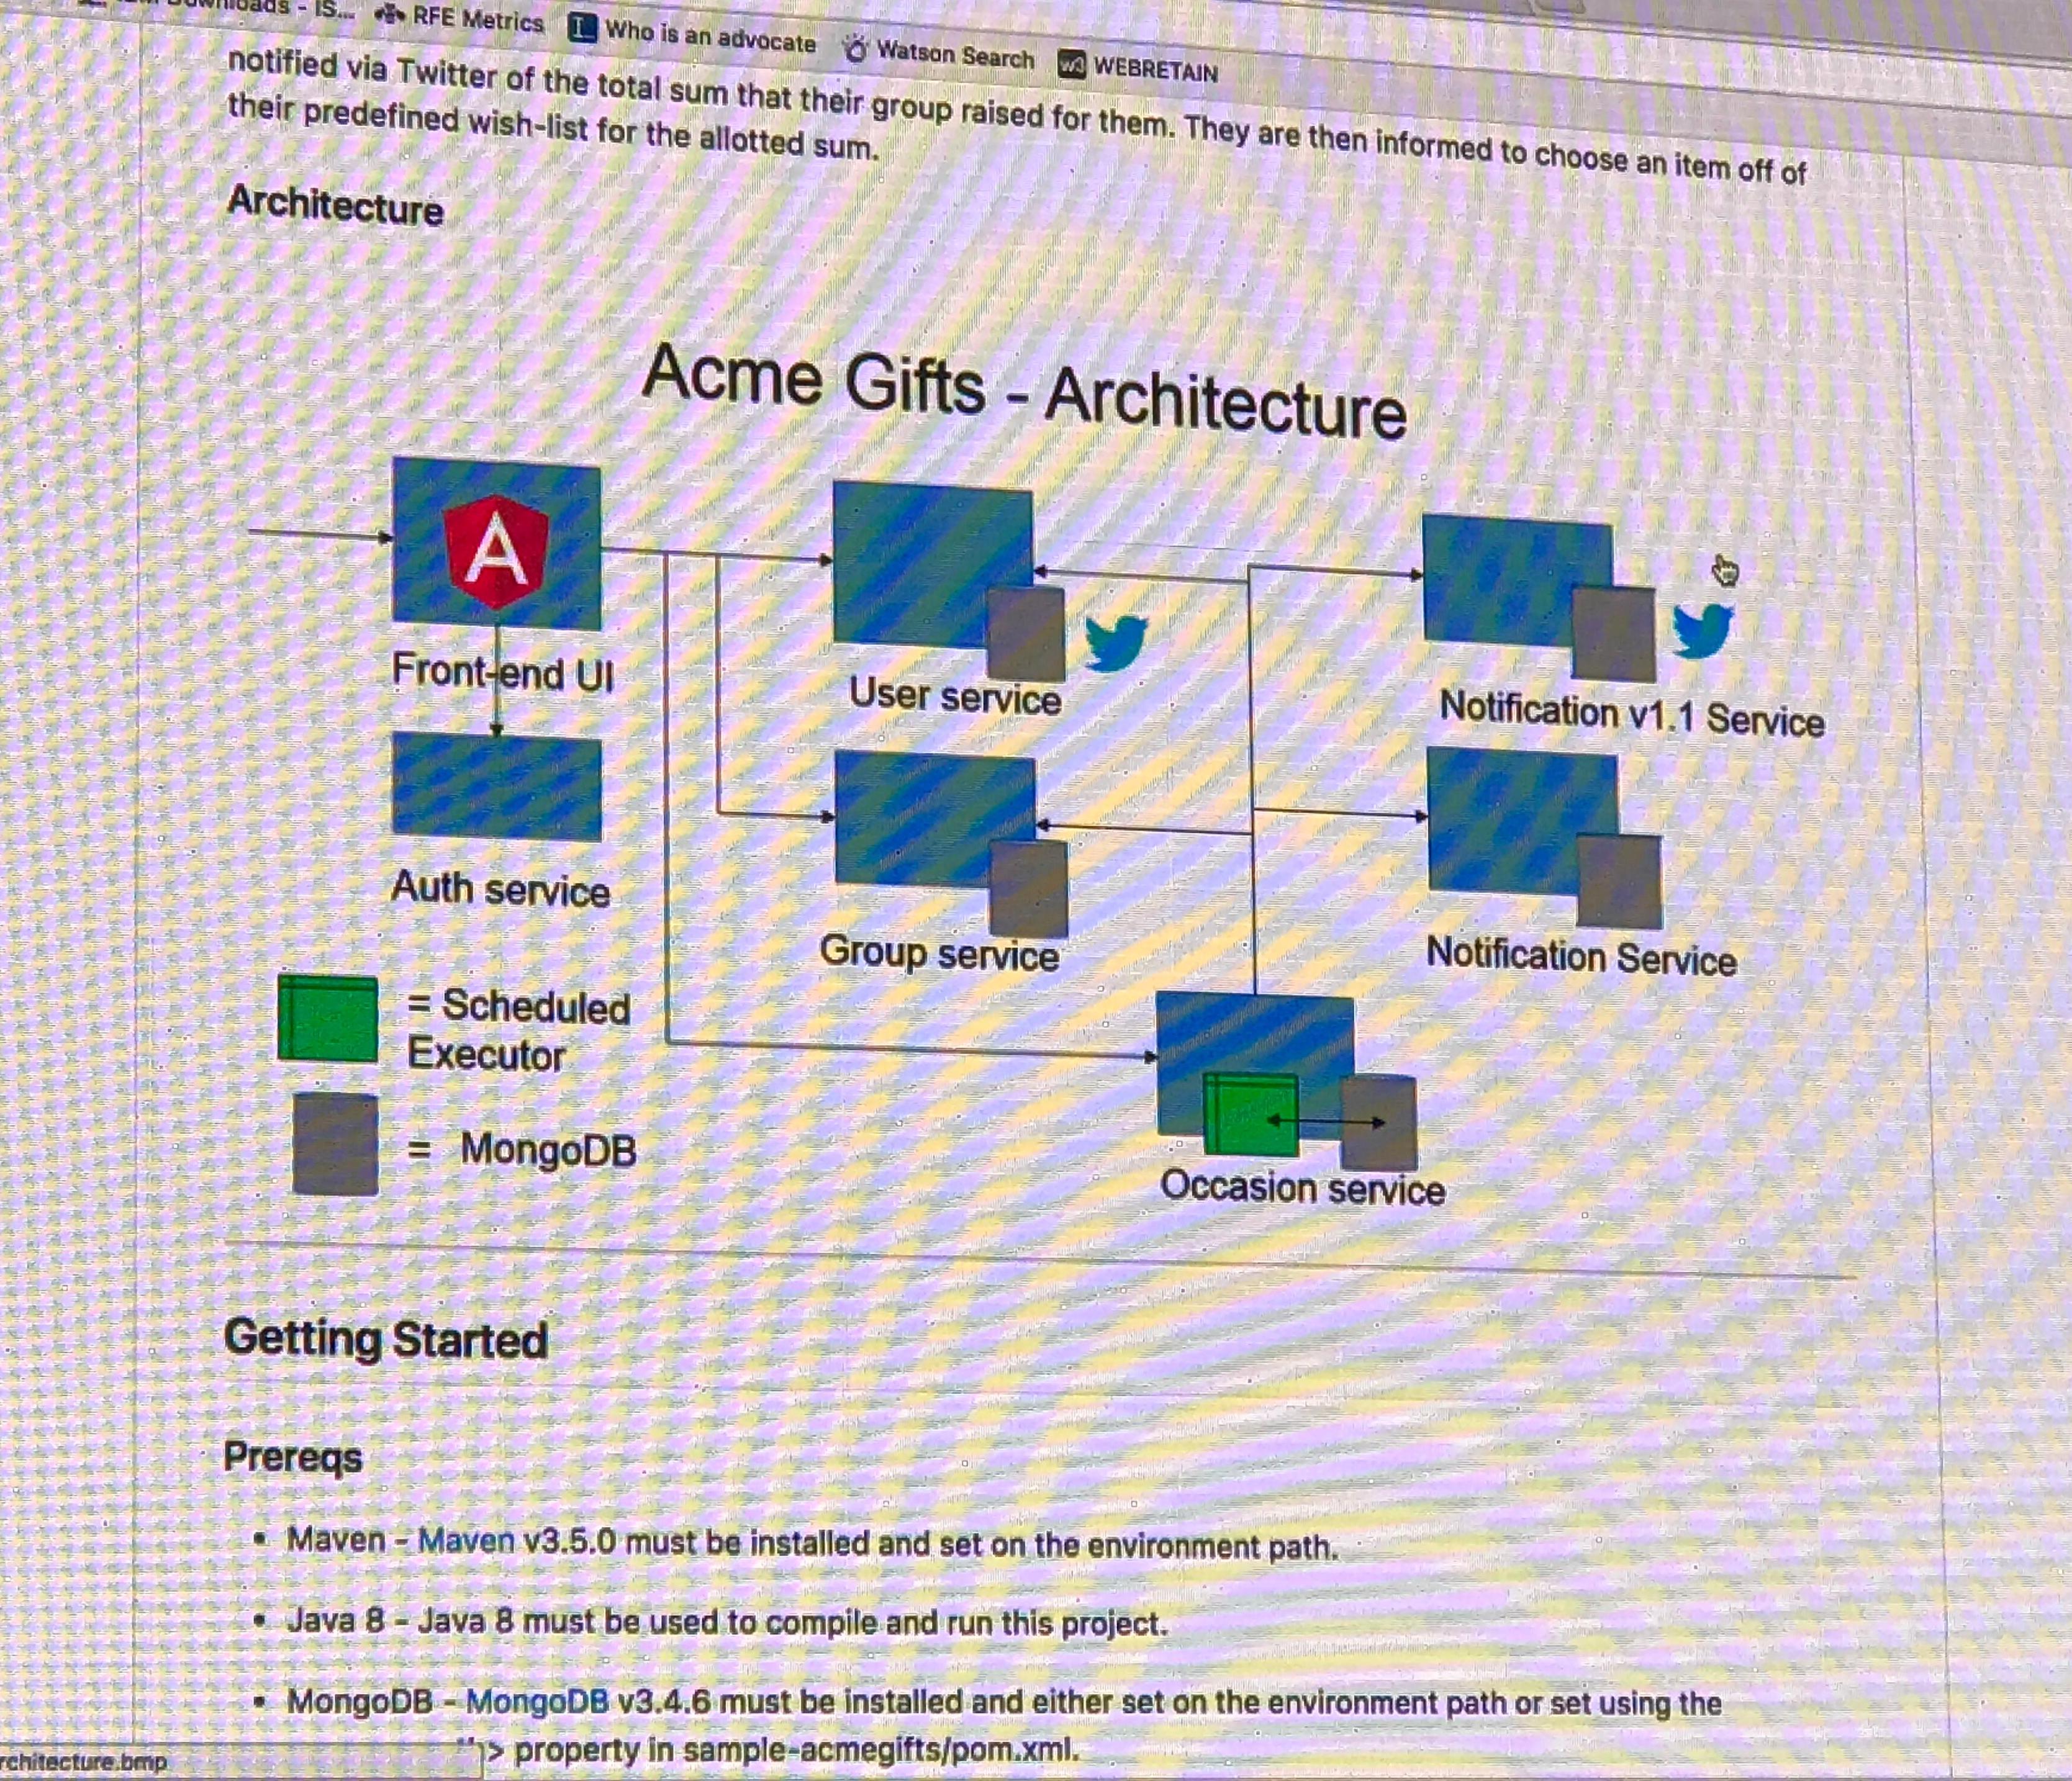 RFE Metrics Who is an advocate Watson Search WEBRETAIN
notified via Twitter of the total sum that their group raised for them. They are then informed to choose an item off of
their predefined wish-list for the allotted sum.
Architecture
Acme Gifts - Architecture
A
Front-end UI
User service
Notification v1.1 Service
Auth service
Group service
Notification Service
= Scheduled
Executor
= MongoDB
Occasion service
Getting Started
Prereqs
• Maven - Maven v3.5.0 must be installed and set on the environment path.
• Java 8 - Java 8 must be used to compile and run this project.
• MongoDB - MongoDB v3.4.6 must be installed and either set on the environment path or set using the
> property in sample-acmegifts/pom.xml.
rchitecture.bmp